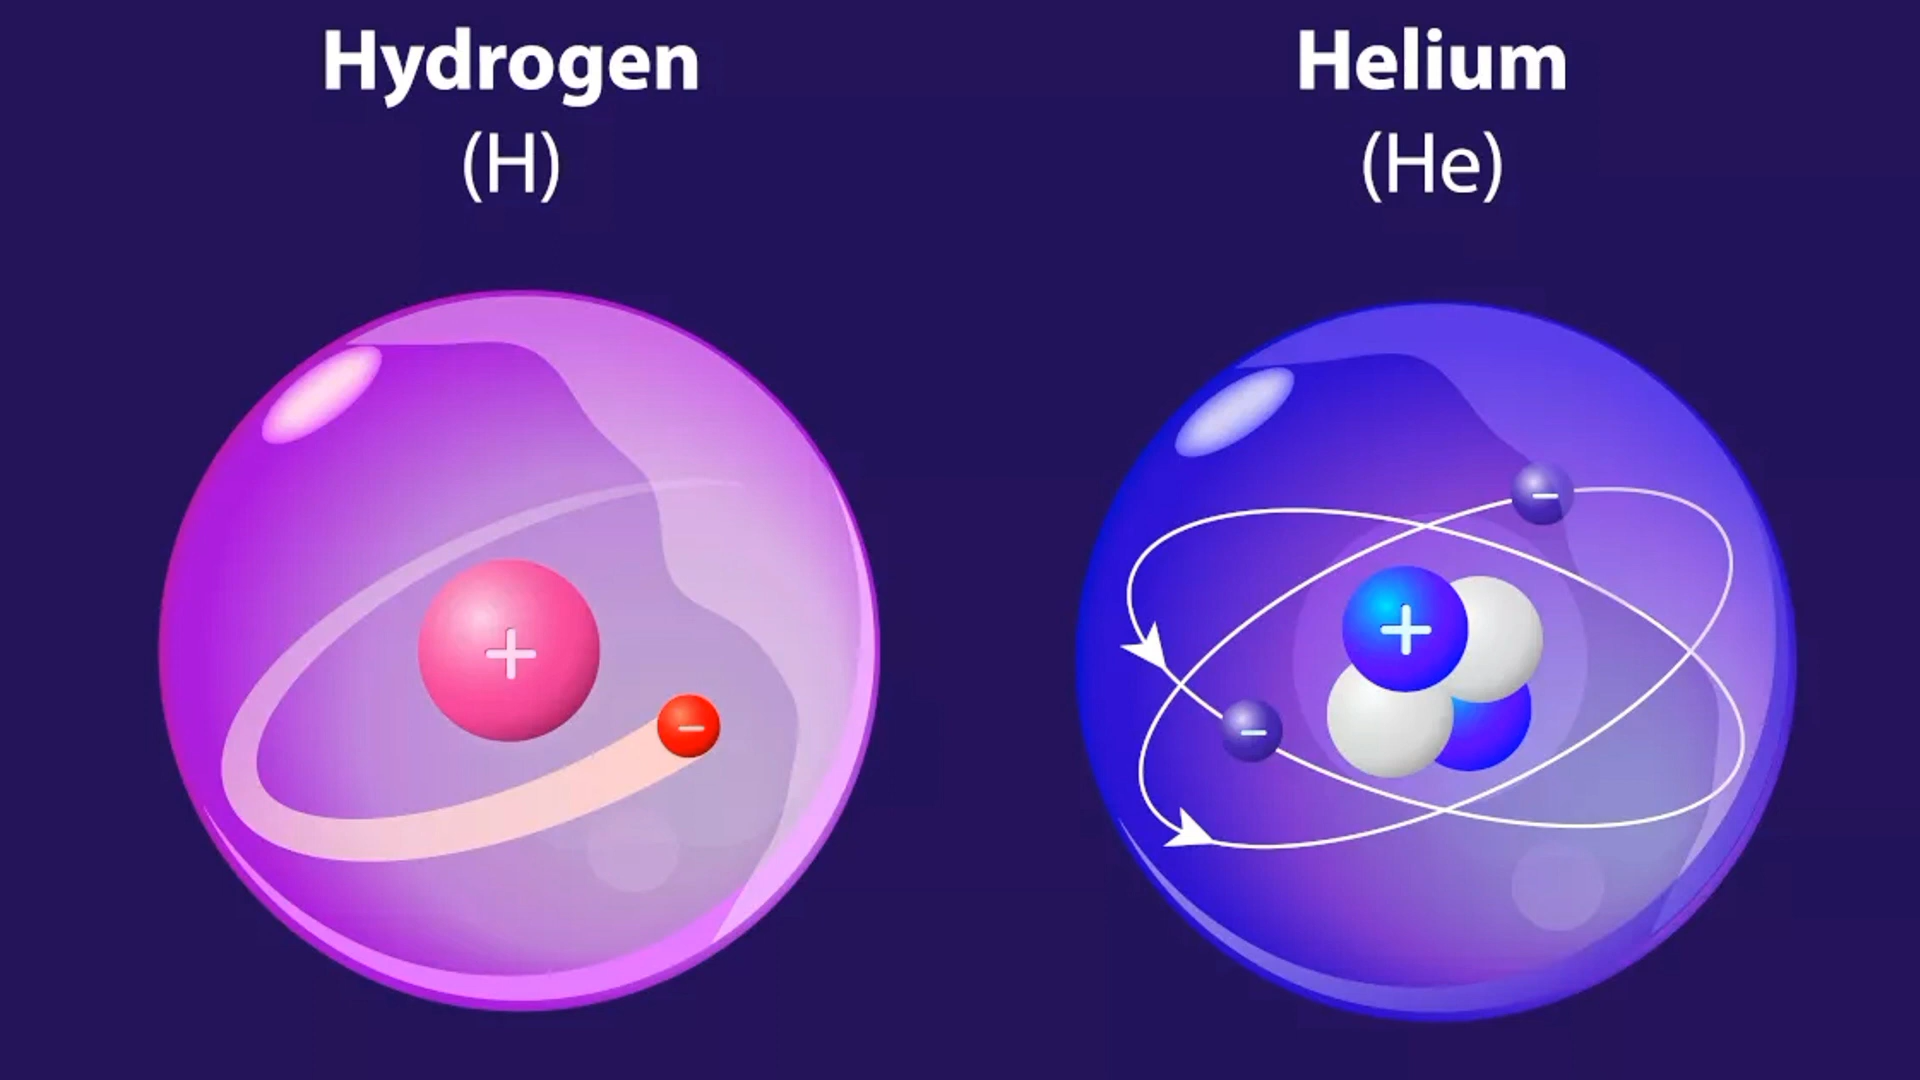 Hydrogen
(H)
Helium
(He)
+
−
−
+
−